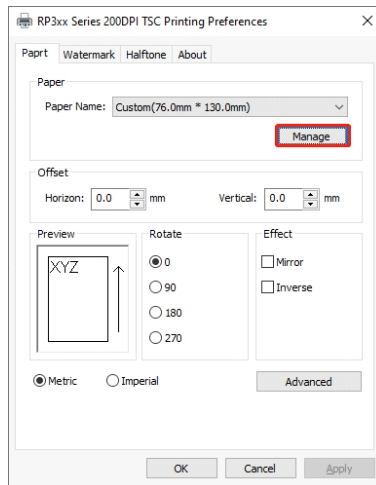 RP3xx Series 200DPI TSC Printing Preferences
Paprt Watermark Halftone About
Paper
Paper Name: Custom(76.0mm * 130.0mm)
Manage
Offset
Horizon: 0.0 mm Vertical: 0.0 mm
Preview Rotate Effect
XYZ
0 Mirror
90 Inverse
180
270
Metric Imperial Advanced
OK Cancel Apply